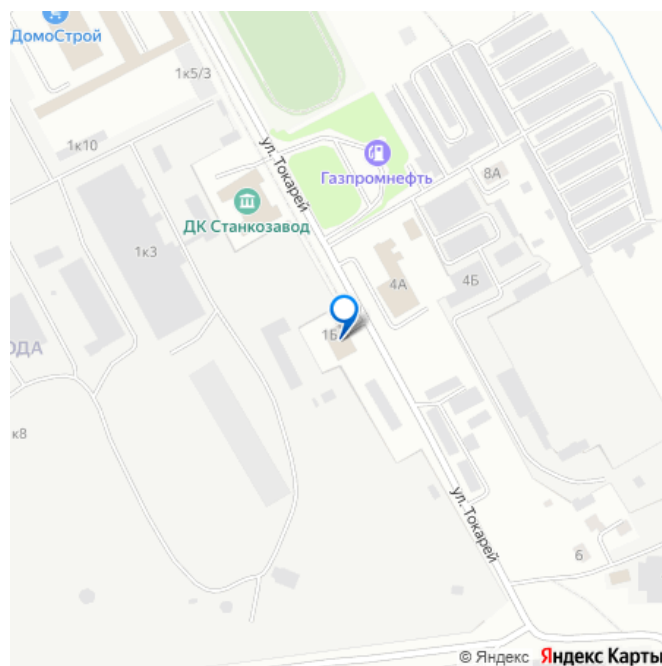 ДомоСтрой
1к5/3
1к10
ул. Токарей
Газпромнефть
8А
ДК Станкозавод
1к3
4А
4Б
1Б
ОДА
к8
ул. Токарей
6
© Яндекс Яндекс Карты